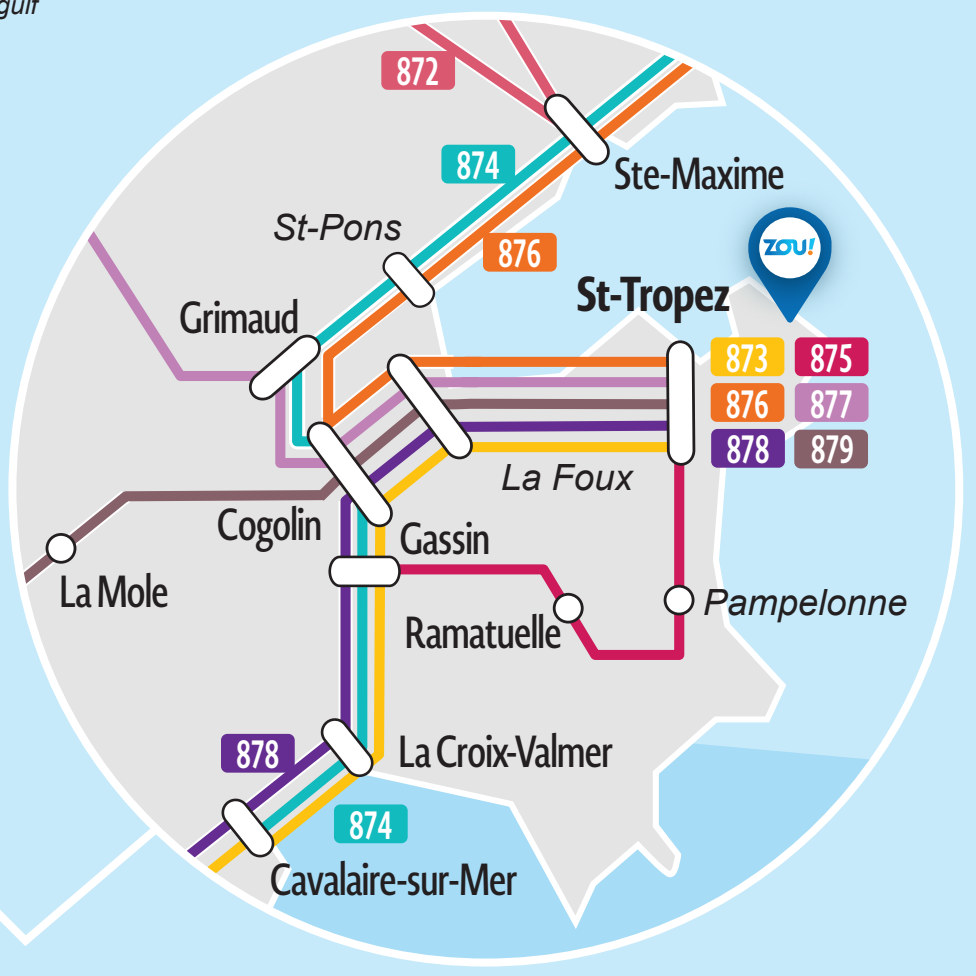 gulf
872
874
Ste-Maxime
St-Pons
876
ZOU!
St-Tropez
Grimaud
873 875
876 877
878 879
La Foux
Cogolin
Gassin
La Mole
Pampelonne
Ramatuelle
878
La Croix-Valmer
874
Cavalaire-sur-Mer